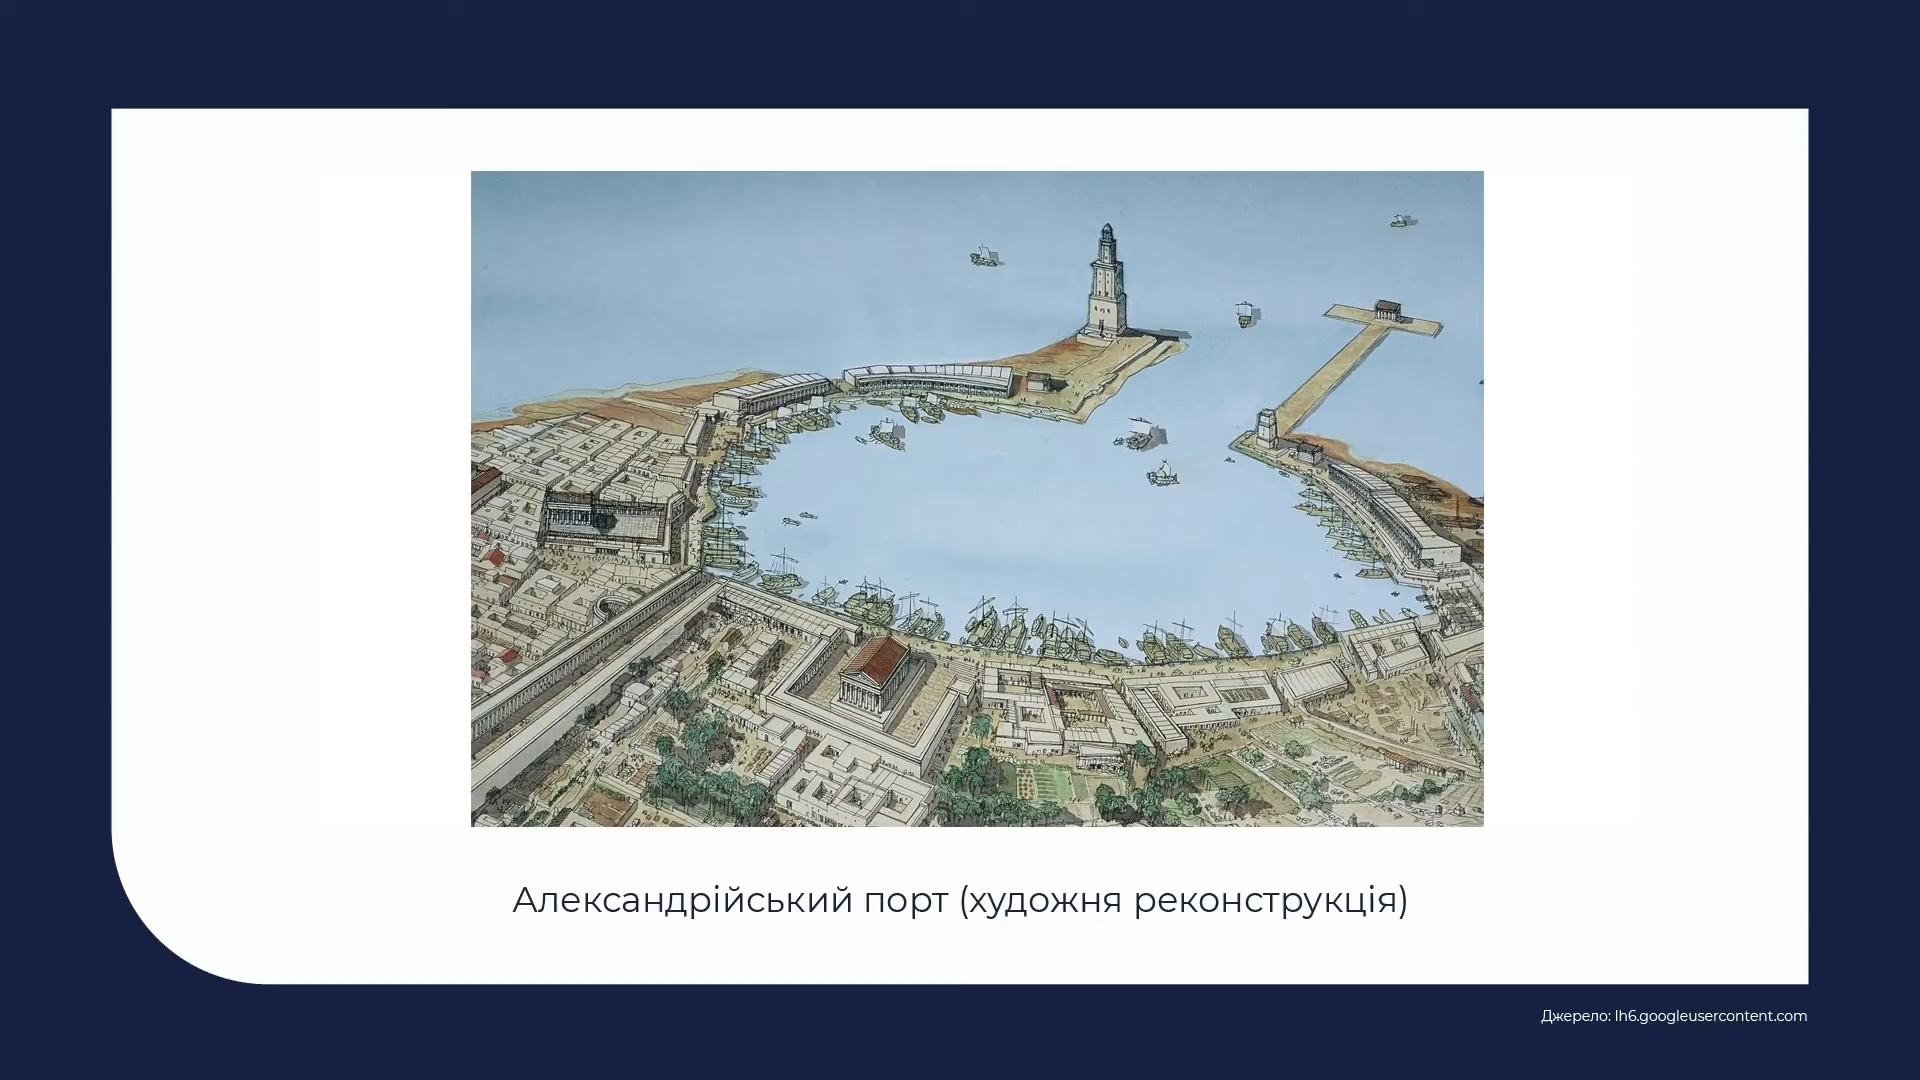 Александрійський порт (художня реконструкція)
Джерело: lh6.googleusercontent.com